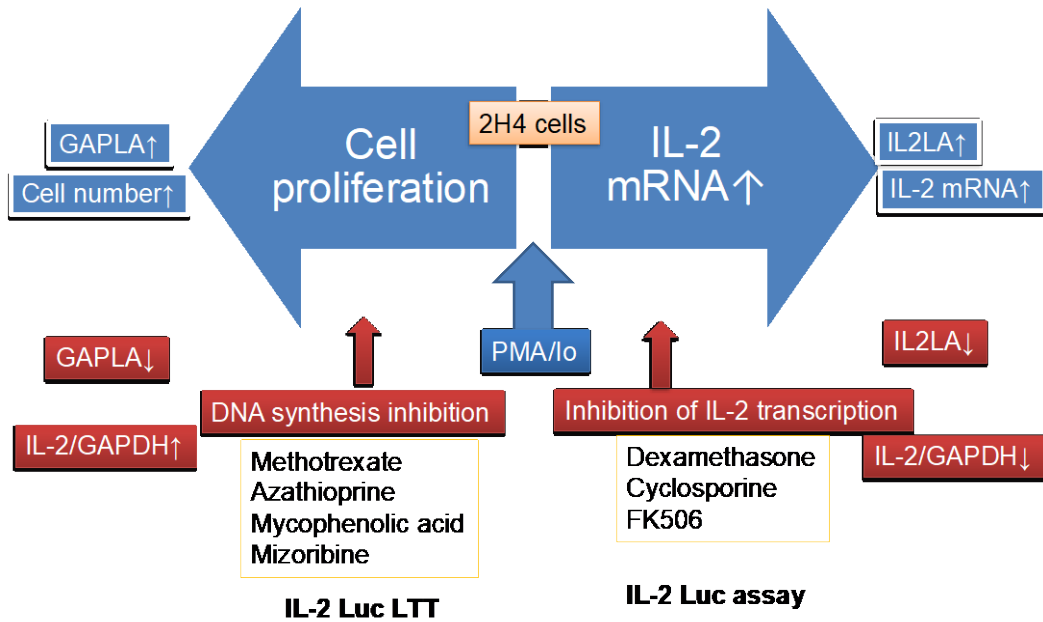 2H4 cells
Cell
proliferation
IL-2
mRNA↑
GAPLA↑
Cell number↑
IL2LA↑
IL-2 mRNA↑
PMA/Io
GAPLA↓
IL-2/GAPDH↑
DNA synthesis inhibition
Methotrexate
Azathioprine
Mycophenolic acid
Mizoribine
IL-2 Luc LTT
Inhibition of IL-2 transcription
Dexamethasone
Cyclosporine
FK506
IL-2 Luc assay
IL2LA↓
IL-2/GAPDH↓